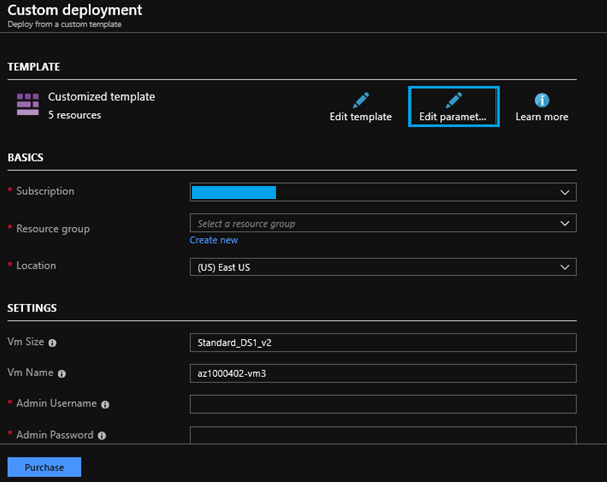 Custom deployment
Deploy from a custom template
TEMPLATE
Customized template
5 resources
Edit template
Edit paramet...
Learn more
BASICS
* Subscription
* Resource group
Select a resource group
Create new
* Location
(US) East US
SETTINGS
Vm Size
Standard_DS1_v2
Vm Name
az1000402-vm3
* Admin Username
* Admin Password
Purchase